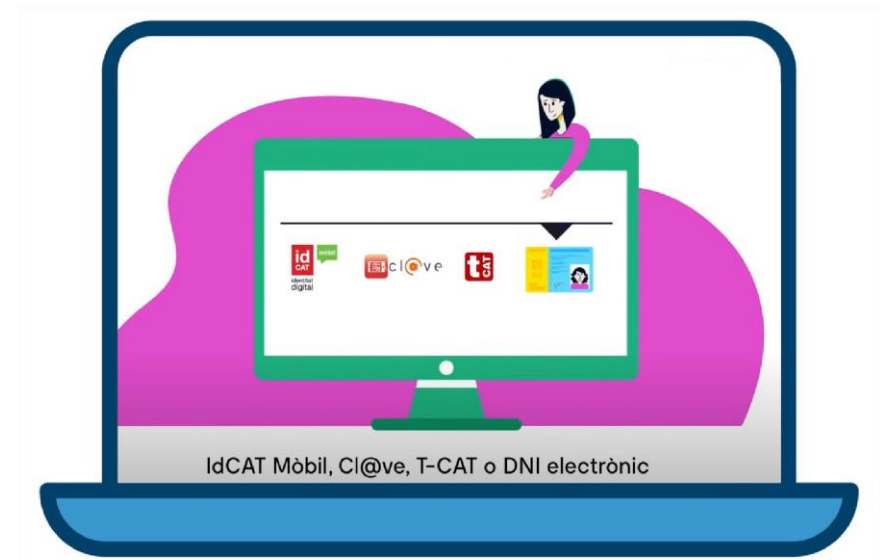 id
CAT
mòbil
identitat
digital
cl@ve
t
CAT
IdCAT Mòbil, Cl@ve, T-CAT o DNI electrònic